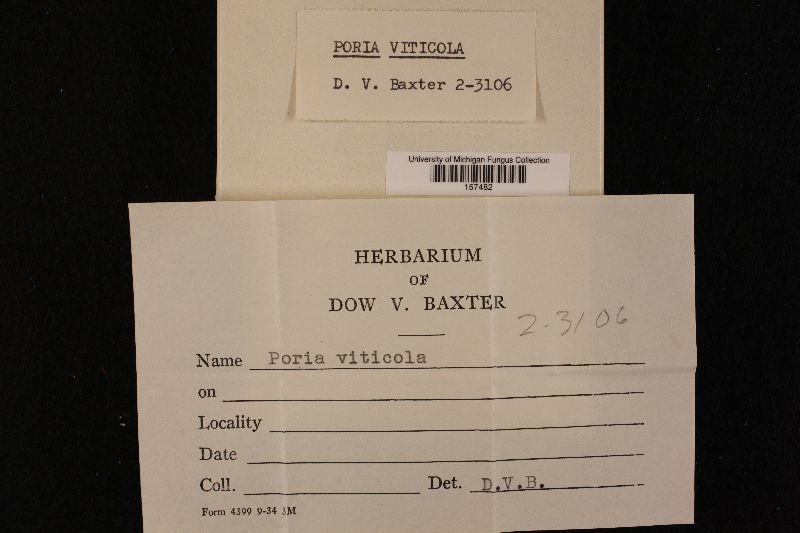 PORIA VITICOLA
D. V. Baxter 2-3106
University of Michigan Fungus Collection
157482
HERBARIUM
OF
DOW V. BAXTER
2-3106
Name Poria viticola
on
Locality
Date
Coll. Det. D.V.B.
Form 4399 9-34 3M